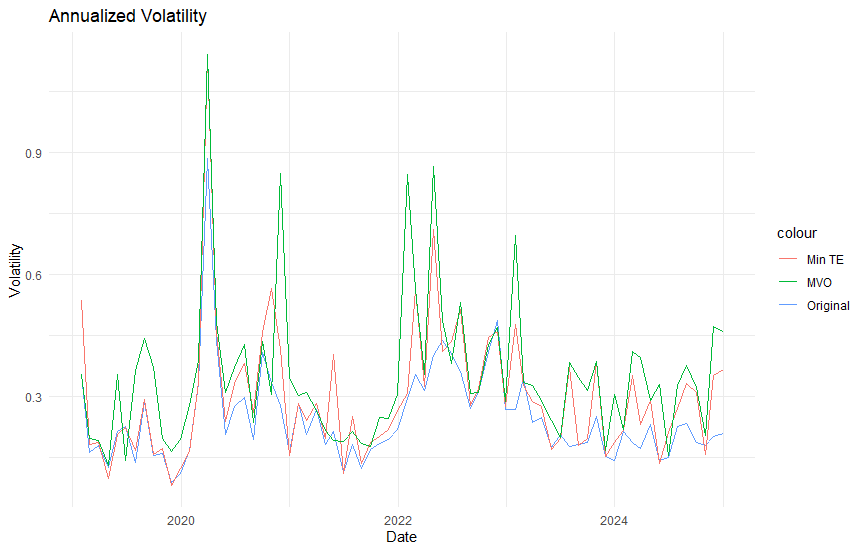 Annualized Volatility
Volatility
0.9
0.6
0.3
2020
2022
2024
Date
colour
Min TE
MVO
Original